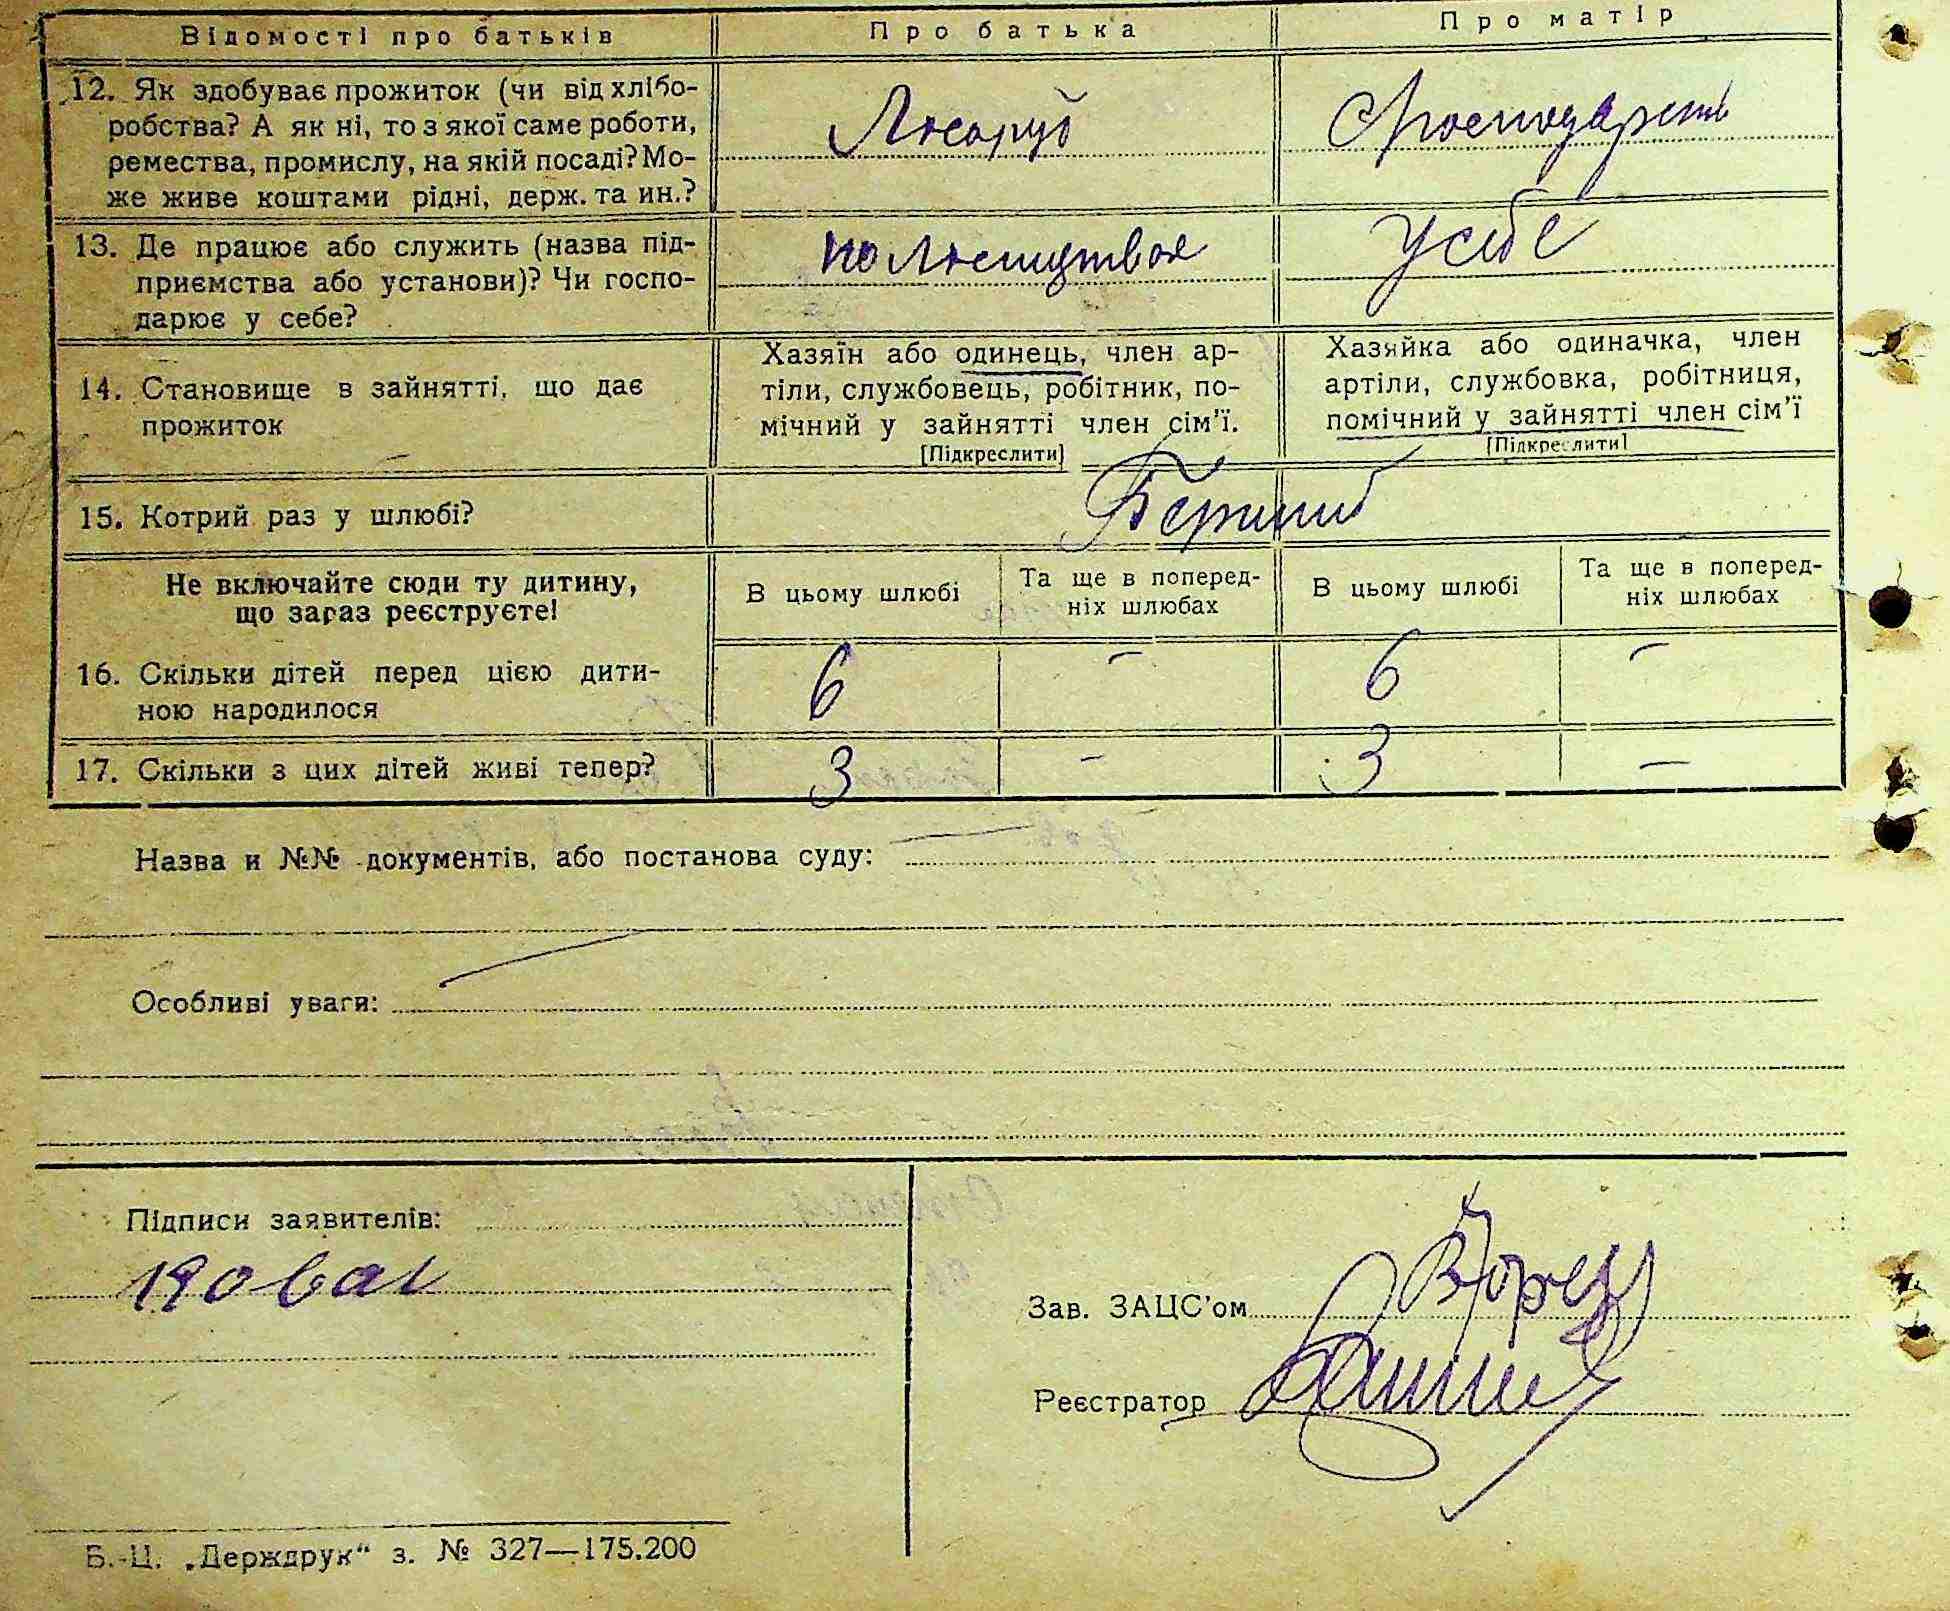 Відомості про батьків
Про батька
Про матір
12. Як здобуває прожиток (чи від хлібо-
робства? А як ні, то з якої саме роботи,
ремества, промислу, на якій посаді? Мо-
же живе коштами рідні, держ. та ин.?
Лісоруб
13. Де працює або служить (назва під-
приємства або установи)? Чи госпо-
дарює у себе?
по лісництвах
У себе
14. Становище в зайнятті, що дає
прожиток
Хазяїн або одинець, член ар-
тіли, службовець, робітник, по-
мічний у зайнятті член сім'ї.
[Підкреслити]
Хазяйка або одиначка, член
артіли, службовка, робітниця,
помічний у зайнятті член сім'ї
[Підкреслити]
15. Котрий раз у шлюбі?
Не включайте сюди ту дитину,
що зараз реєструєте!
В цьому шлюбі
Та ще в поперед-
ніх шлюбах
В цьому шлюбі
Та ще в поперед-
ніх шлюбах
16. Скільки дітей перед цією дити-
ною народилося
6 – 6 –
17. Скільки з цих дітей живі тепер?
3 – 3 –
Назва и №№ документів, або постанова суду:
Особливі уваги:
Підписи заявителів:
Зав. ЗАЦС'ом
Реєстратор
Б.-Ц. „Держдрук“ з. № 327—175.200